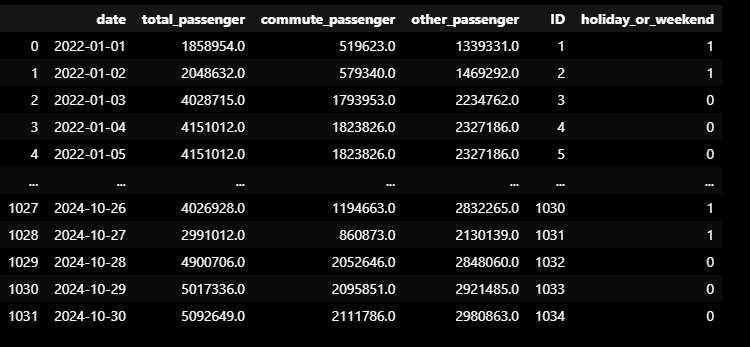 date total_passenger commute_passenger other_passenger ID holiday_or_weekend
0 2022-01-01 1858954.0 519623.0 1339331.0 1 1
1 2022-01-02 2048632.0 579340.0 1469292.0 2 1
2 2022-01-03 4028715.0 1793953.0 2234762.0 3 0
3 2022-01-04 4151012.0 1823826.0 2327186.0 4 0
4 2022-01-05 4151012.0 1823826.0 2327186.0 5 0
... ... ... ... ... ... ...
1027 2024-10-26 4026928.0 1194663.0 2832265.0 1030 1
1028 2024-10-27 2991012.0 860873.0 2130139.0 1031 1
1029 2024-10-28 4900706.0 2052646.0 2848060.0 1032 0
1030 2024-10-29 5017336.0 2095851.0 2921485.0 1033 0
1031 2024-10-30 5092649.0 2111786.0 2980863.0 1034 0